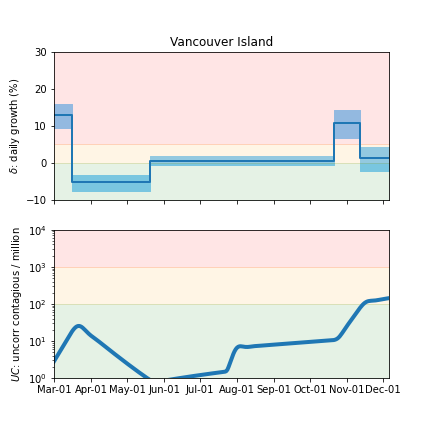 Vancouver Island
30
20
10
0
−10
δ: daily growth (%)
10⁴
10³
10²
10¹
10⁰
UC: uncorr contagious / million
Mar-01 Apr-01 May-01 Jun-01 Jul-01 Aug-01 Sep-01 Oct-01 Nov-01 Dec-01